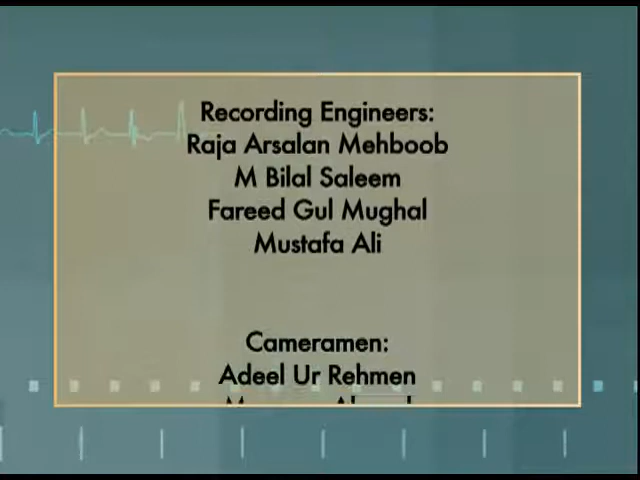 Recording Engineers:
Raja Arsalan Mehboob
M Bilal Saleem
Fareed Gul Mughal
Mustafa Ali
Cameramen:
Adeel Ur Rehmen